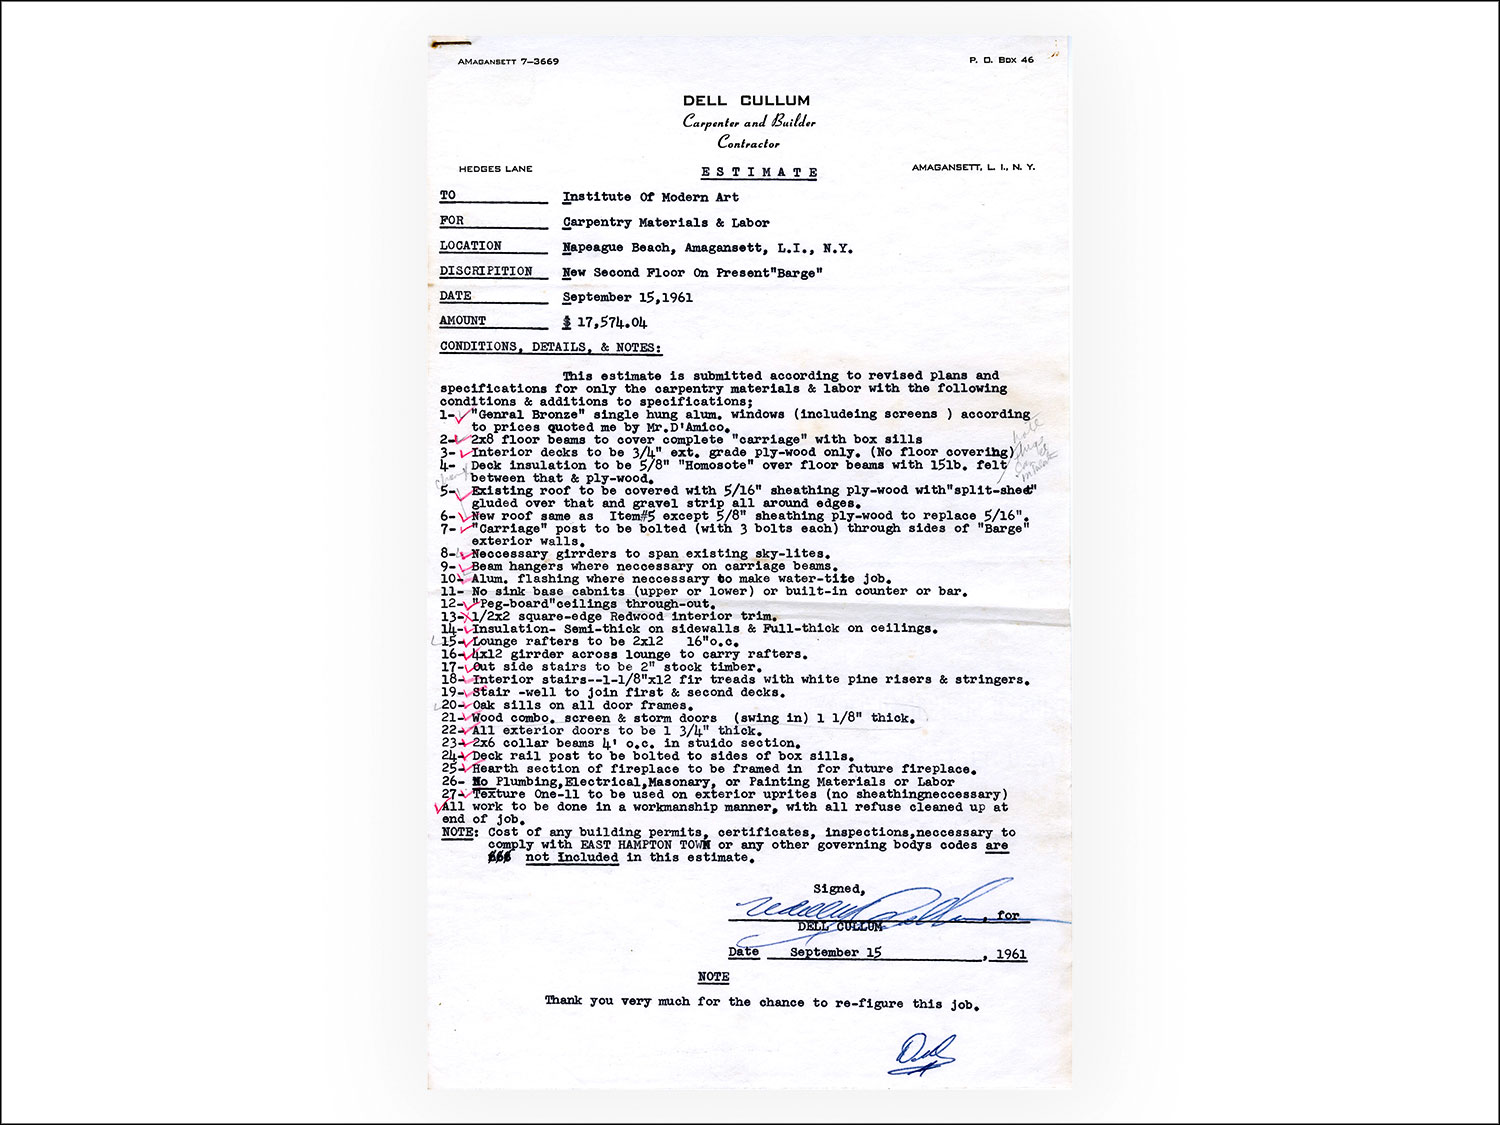 AMAGANSETT 7-3669
P. O. Box 46
DELL CULLUM
Carpenter and Builder
Contractor
HEDGES LANE
AMAGANSETT, L. I., N. Y.
ESTIMATE
TO Institute Of Modern Art
FOR Carpentry Materials & Labor
LOCATION Napeague Beach, Amagansett, L.I., N.Y.
DISCRIPITION New Second Floor On Present"Barge"
DATE September 15,1961
AMOUNT $ 17,574.04
CONDITIONS, DETAILS, & NOTES:
This estimate is submitted according to revised plans and
specifications for only the carpentry materials & labor with the following
conditions & additions to specifications;
1- "Genral Bronze" single hung alum. windows (includeing screens ) according
to prices quoted me by Mr.D'Amico.
2- 2x8 floor beams to cover complete "carriage" with box sills
3- Interior decks to be 3/4" ext. grade ply-wood only. (No floor covering)
4- Deck insulation to be 5/8" "Homosote" over floor beams with 15lb. felt
between that & ply-wood.
5- Existing roof to be covered with 5/16" sheathing ply-wood with"split-sheet"
gluded over that and gravel strip all around edges.
6- New roof same as Item#5 except 5/8" sheathing ply-wood to replace 5/16".
7- "Carriage" post to be bolted (with 3 bolts each) through sides of "Barge"
exterior walls.
8- Neccessary girrders to span existing sky-lites.
9- Beam hangers where neccessary on carriage beams.
10- Alum. flashing where neccessary to make water-tite job.
11- No sink base cabnits (upper or lower) or built-in counter or bar.
12- "Peg-board"ceilings through-out.
13- 1/2x2 square-edge Redwood interior trim.
14- Insulation- Semi-thick on sidewalls & Full-thick on ceilings.
15- Lounge rafters to be 2x12 16"o.c.
16- 4x12 girrder across lounge to carry rafters.
17- Out side stairs to be 2" stock timber.
18- Interior stairs--1-1/8"x12 fir treads with white pine risers & stringers.
19- Stair -well to join first & second decks.
20- Oak sills on all door frames.
21- Wood combo. screen & storm doors (swing in) 1 1/8" thick.
22- All exterior doors to be 1 3/4" thick.
23- 2x6 collar beams 4' o.c. in stuido section.
24- Deck rail post to be bolted to sides of box sills.
25- Hearth section of fireplace to be framed in for future fireplace.
26- No Plumbing,Electrical,Masonary, or Painting Materials or Labor
27- Texture One-11 to be used on exterior uprites (no sheathingneccessary)
All work to be done in a workmanship manner, with all refuse cleaned up at
end of job.
NOTE: Cost of any building permits, certificates, inspections,neccessary to
comply with EAST HAMPTON TOWN or any other governing bodys codes are
not Included in this estimate.
Signed,
, for
DELL CULLUM
Date September 15 , 1961
NOTE
Thank you very much for the chance to re-figure this job.
Dell